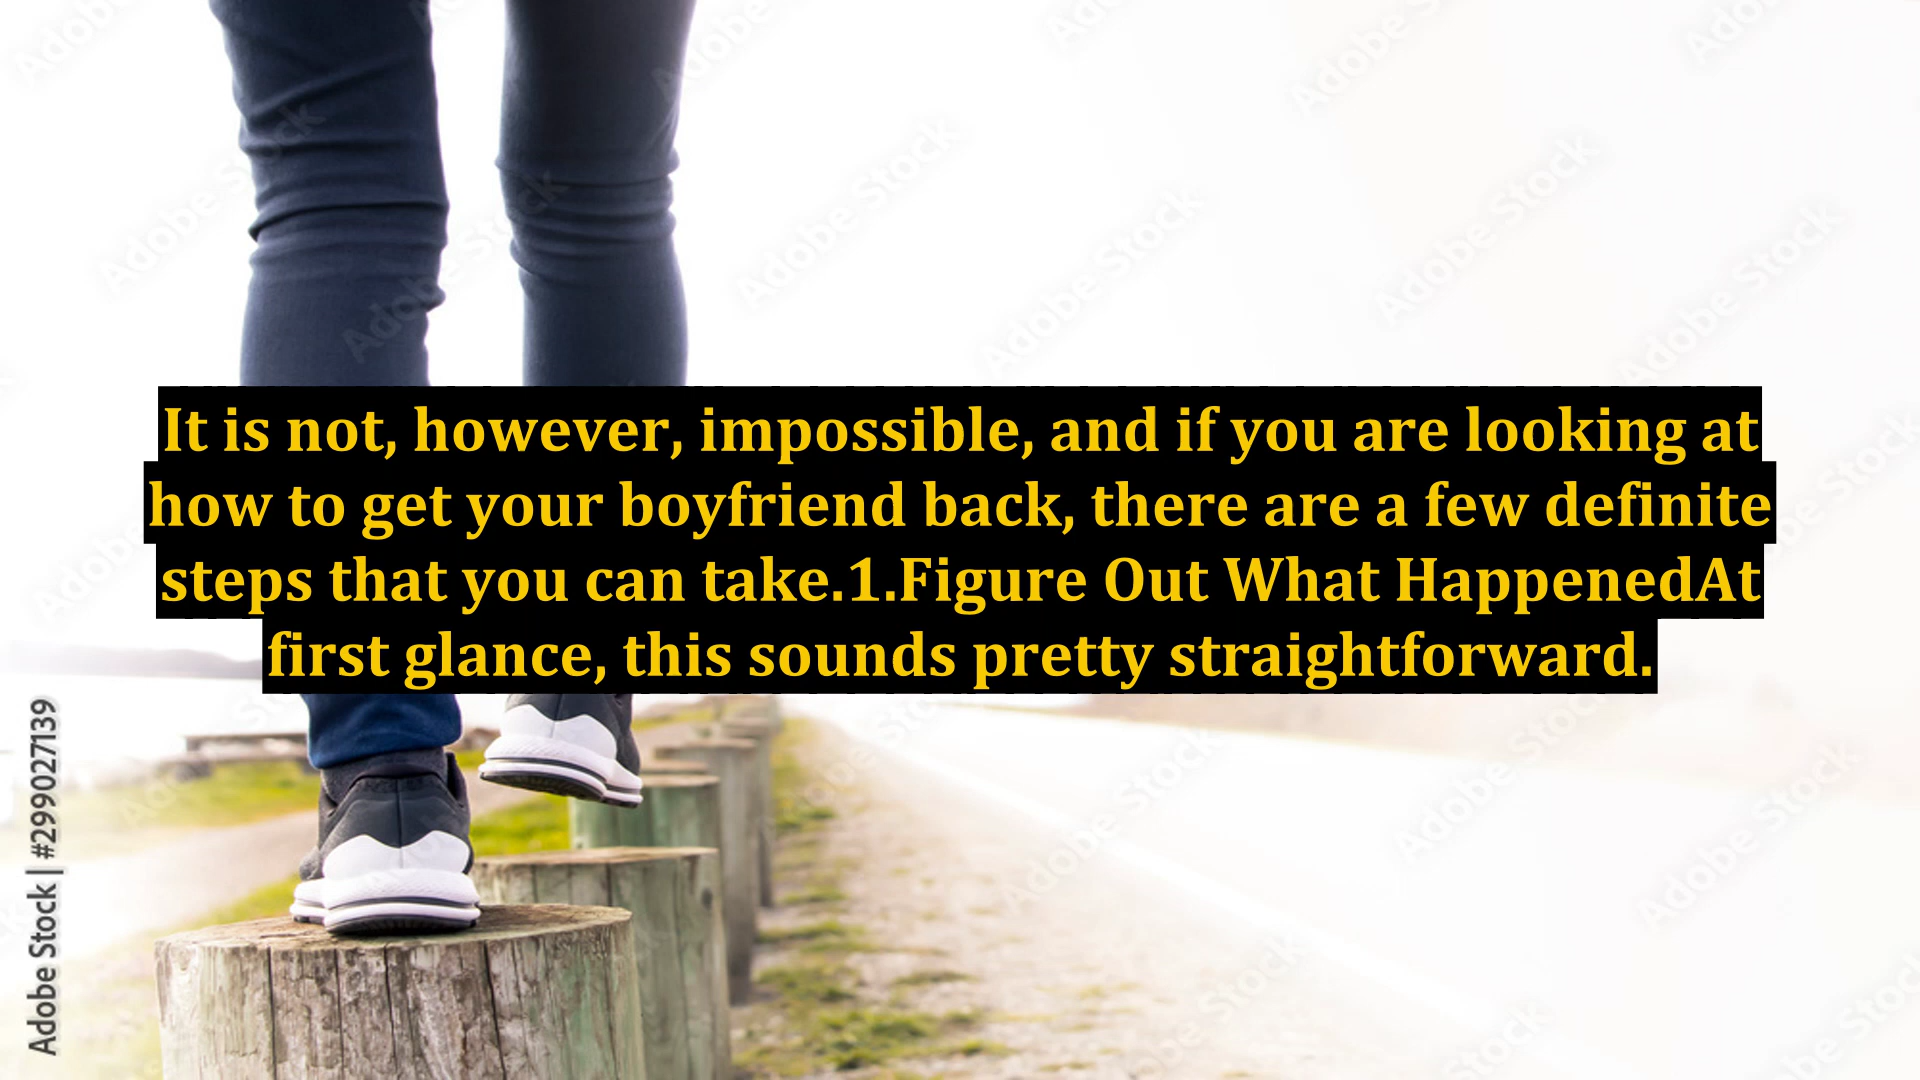 It is not, however, impossible, and if you are looking at
how to get your boyfriend back, there are a few definite
steps that you can take.1.Figure Out What HappenedAt
first glance, this sounds pretty straightforward.
Adobe Stock | #299027139
Adobe Stock